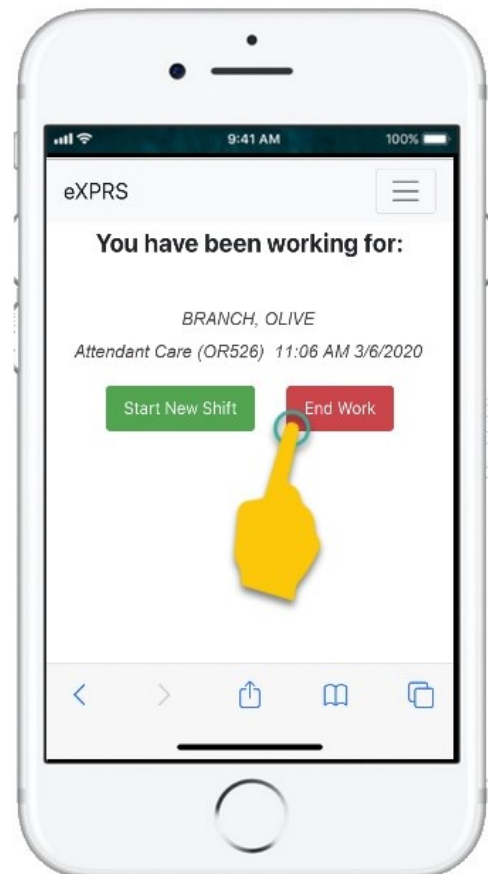 9:41 AM 100%
eXPRS
You have been working for:
BRANCH, OLIVE
Attendant Care (OR526) 11:06 AM 3/6/2020
Start New Shift End Work